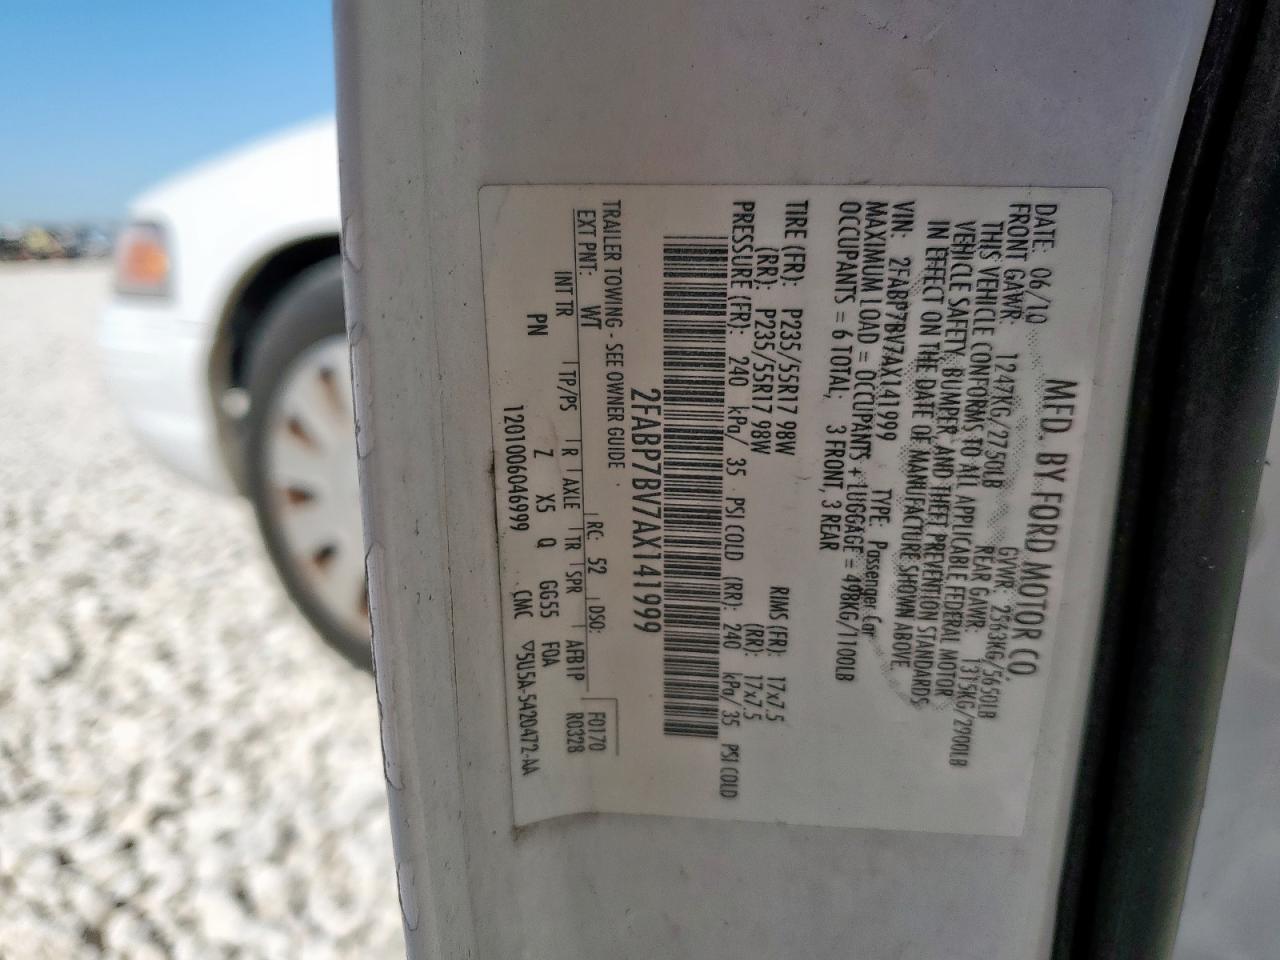 MFD. BY FORD MOTOR CO.
DATE: 06/10 GVWR: 2563KG/5650LB
FRONT GAWR: 1247KG/2750LB REAR GAWR: 1315KG/2900LB
THIS VEHICLE CONFORMS TO ALL APPLICABLE FEDERAL MOTOR
VEHICLE SAFETY, BUMPER, AND THEFT PREVENTION STANDARDS
IN EFFECT ON THE DATE OF MANUFACTURE SHOWN ABOVE
VIN: 2FABP7BV7AX141999 TYPE: Passenger Car
MAXIMUM LOAD = OCCUPANTS + LUGGAGE = 498KG/1100LB
OCCUPANTS = 6 TOTAL, 3 FRONT, 3 REAR
TIRE (FR): P235/55R17 98W RIMS (FR): 17x7.5
(RR): P235/55R17 98W (RR): 17x7.5
PRESSURE (FR): 240 kPa/ 35 PSI COLD (RR): 240 kPa/ 35 PSI COLD
2FABP7BV7AX141999
TRAILER TOWING - SEE OWNER GUIDE
EXT PNT: WT RC: 52 DSO: F0170
INT TR TP/PS R AXLE TR SPR AFB1P R0328
PN Z X5 Q GG55 FOA
1201006046999 CMC ▽5U5A-5420472-AA